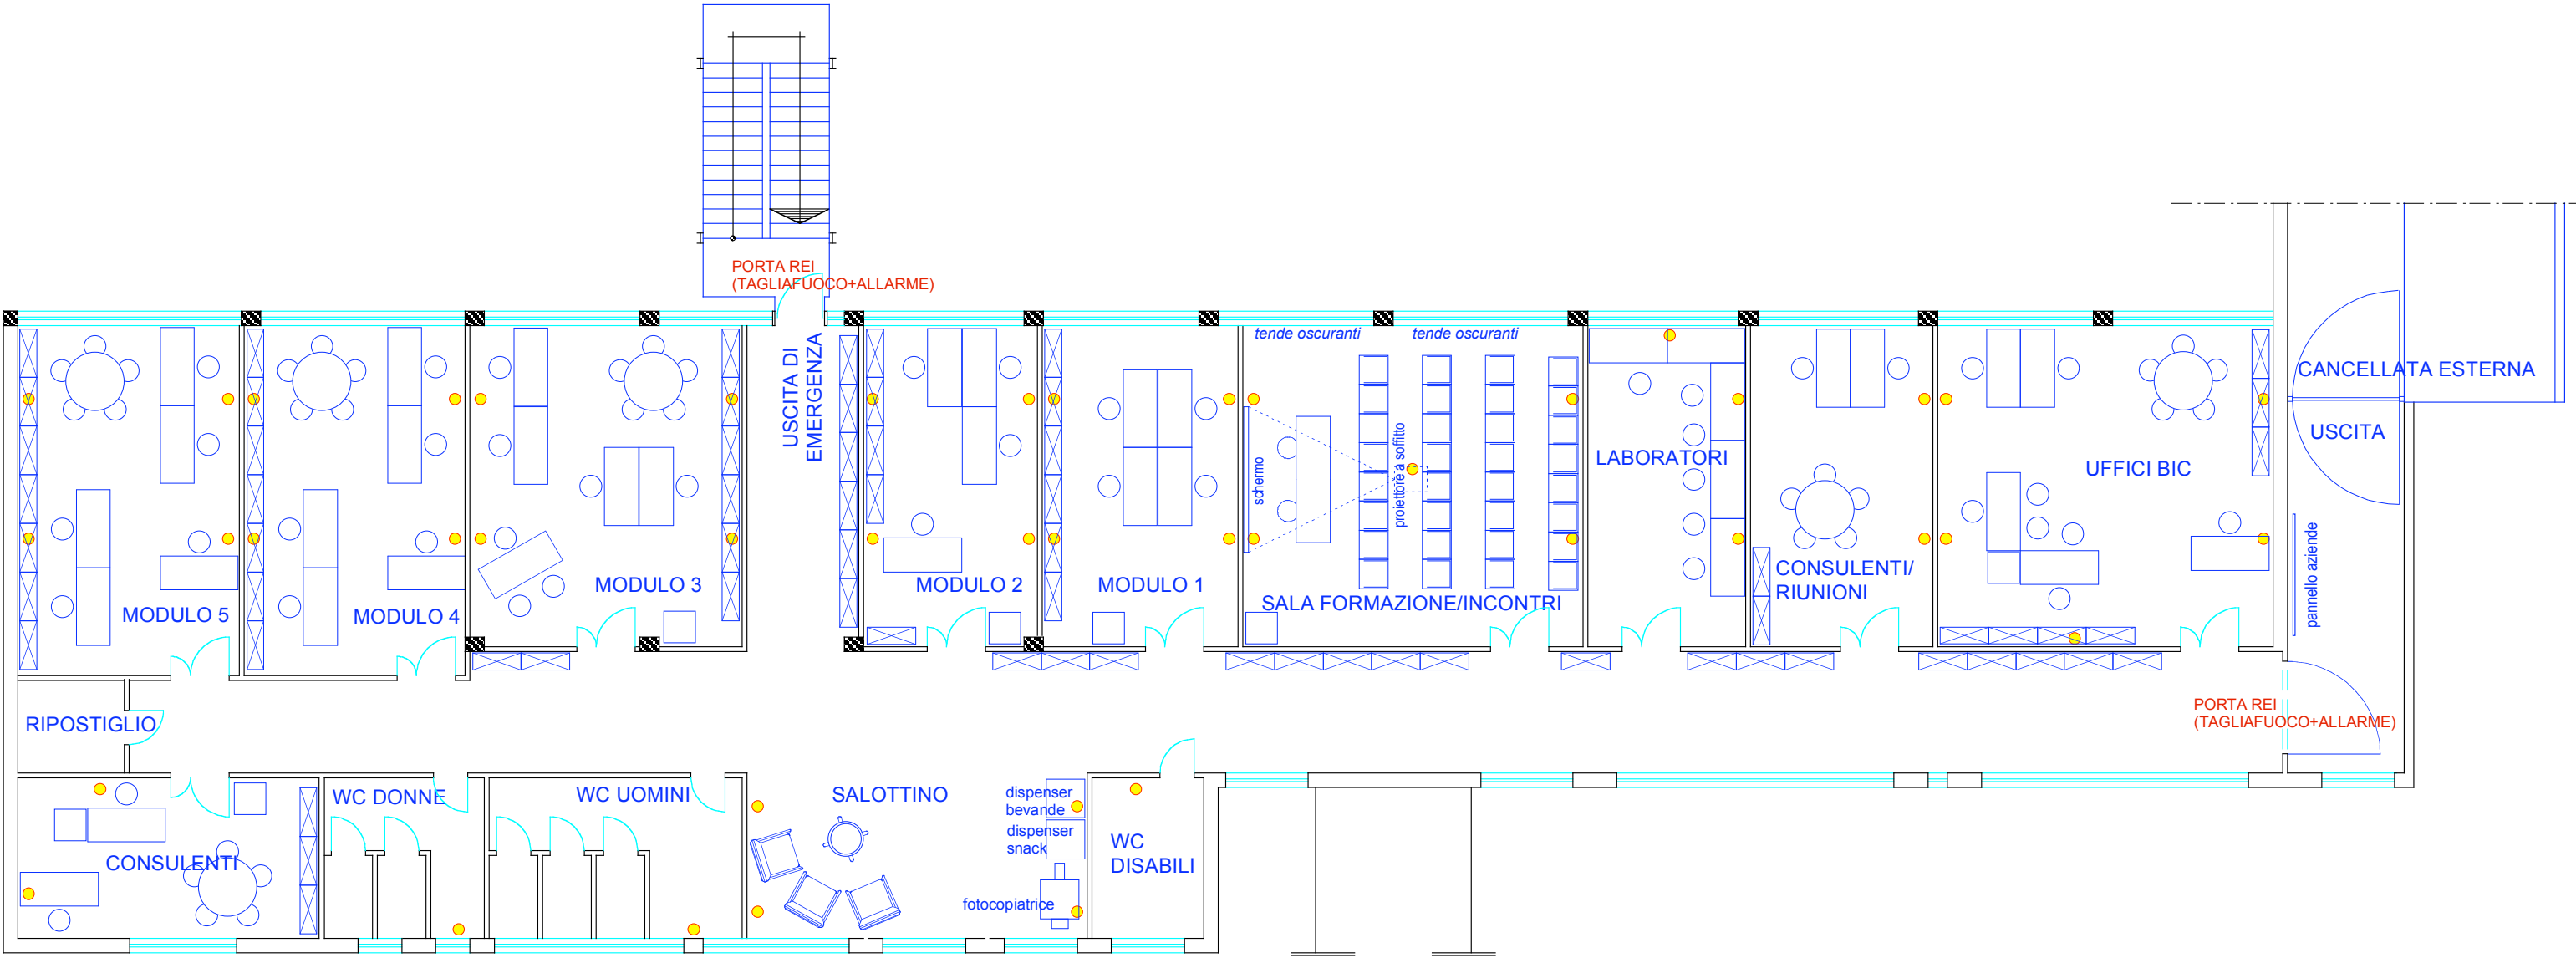 PORTA REI
(TAGLIAFUOCO+ALLARME)
USCITA DI
EMERGENZA
tende oscuranti
tende oscuranti
CANCELLATA ESTERNA
USCITA
schermo
proiettore a soffitto
LABORATORI
UFFICI BIC
pannello aziende
MODULO 5
MODULO 4
MODULO 3
MODULO 2
MODULO 1
SALA FORMAZIONE/INCONTRI
CONSULENTI/
RIUNIONI
RIPOSTIGLIO
PORTA REI
(TAGLIAFUOCO+ALLARME)
CONSULENTI
WC DONNE
WC UOMINI
SALOTTINO
dispenser
bevande
dispenser
snack
fotocopiatrice
WC
DISABILI